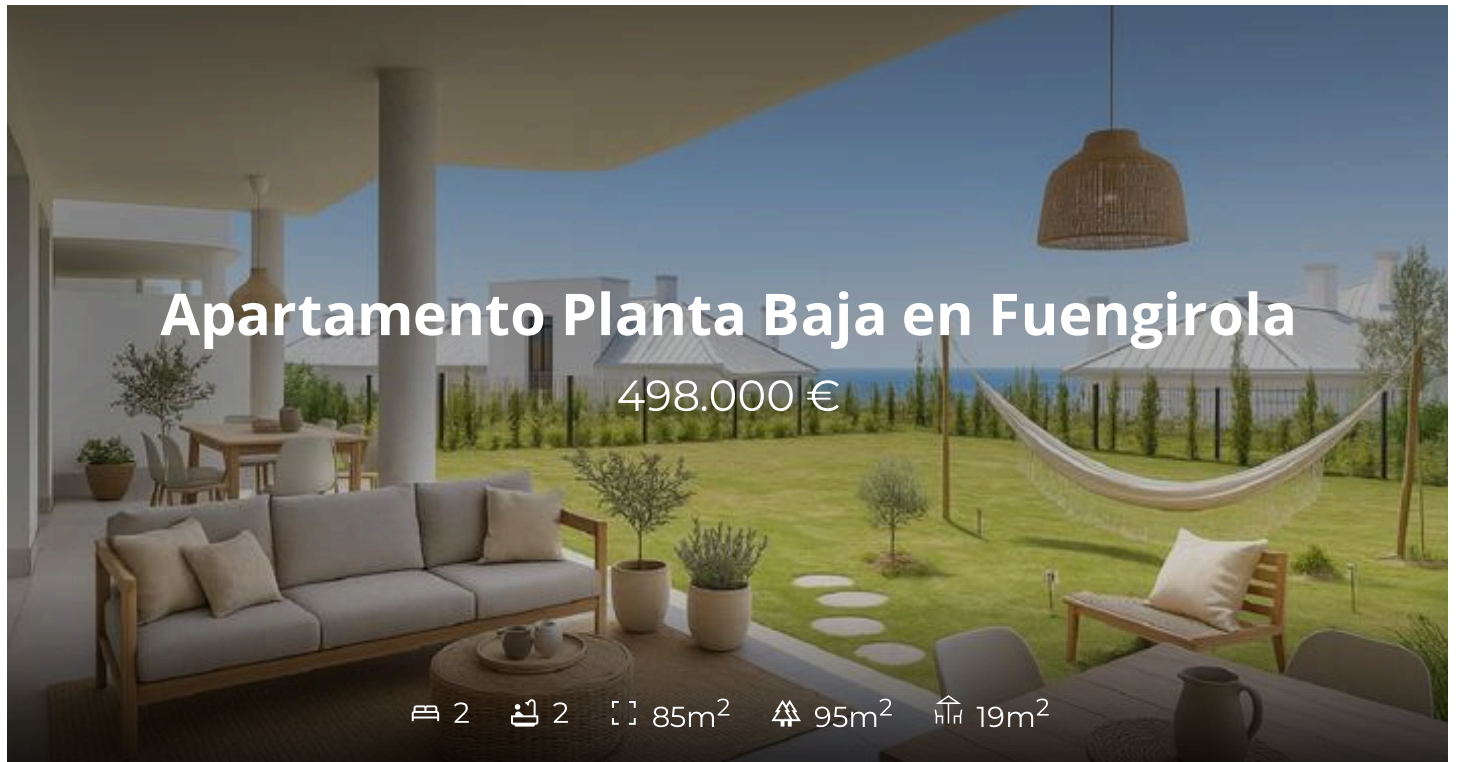 Apartamento Planta Baja en Fuengirola
498.000 €
2 2 85m² 95m² 19m²